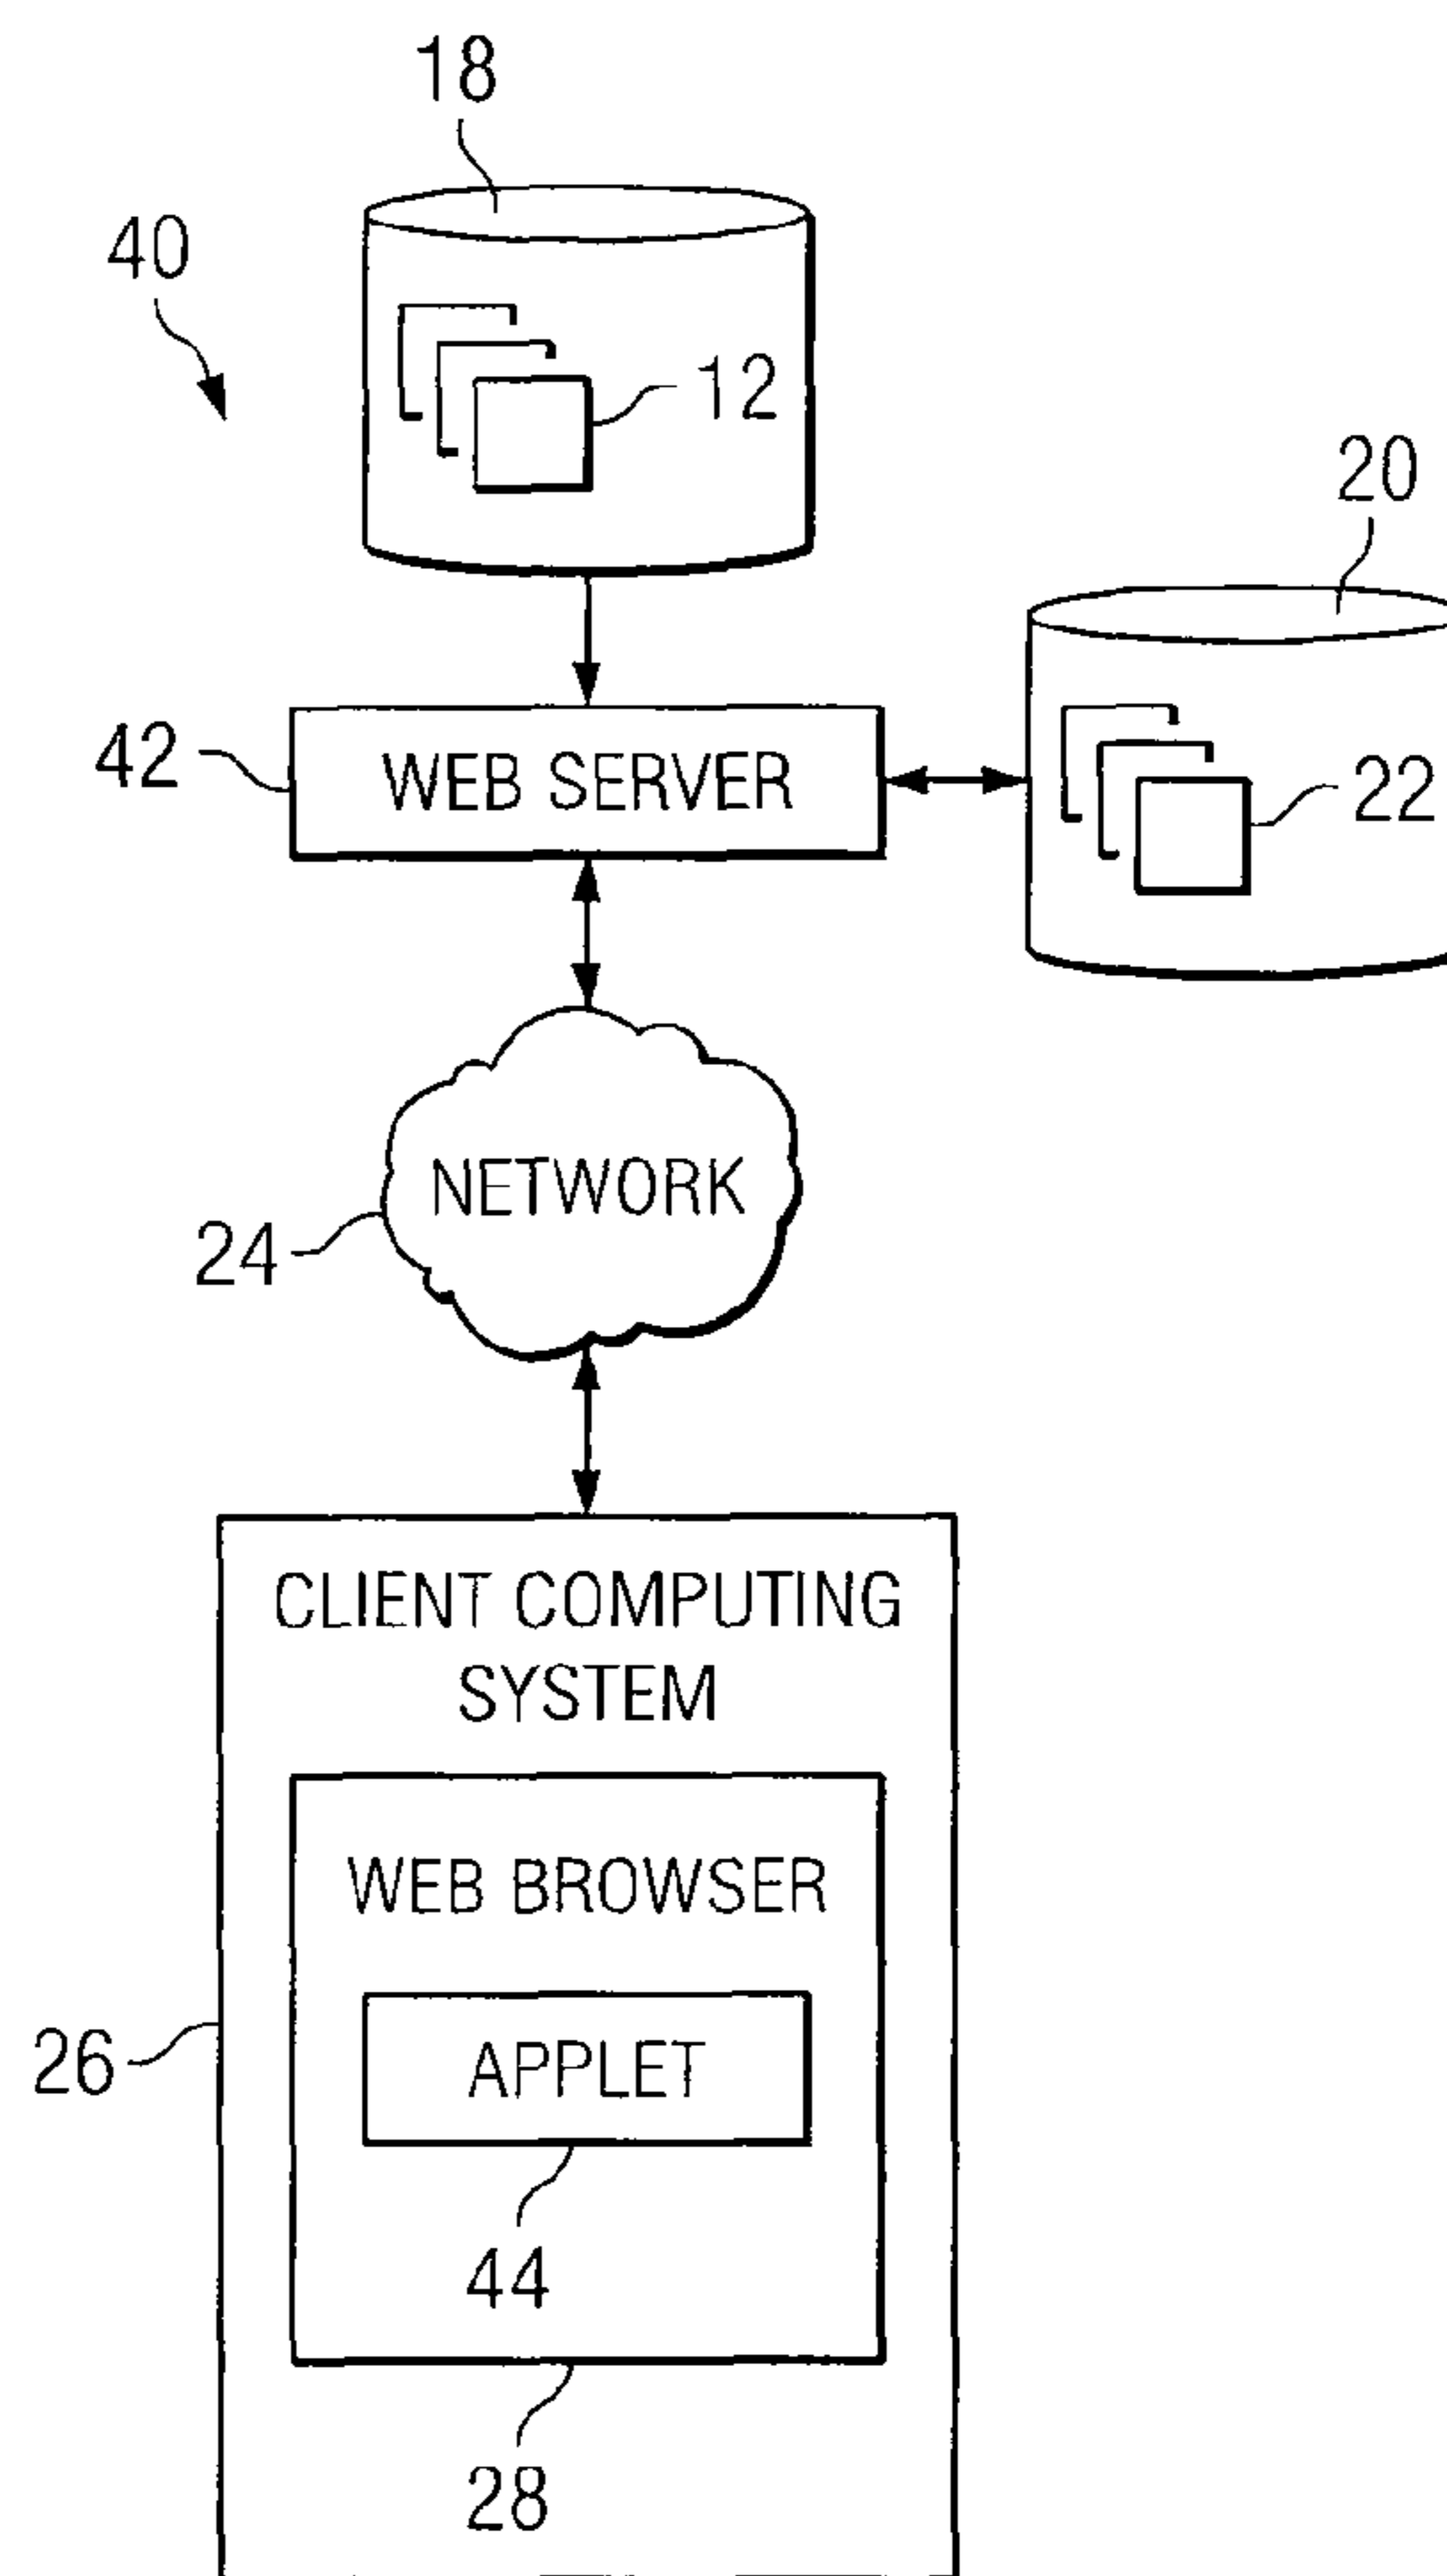 18
40
12
20
42
WEB SERVER
22
NETWORK
24
CLIENT COMPUTING
SYSTEM
WEB BROWSER
26
APPLET
44
28